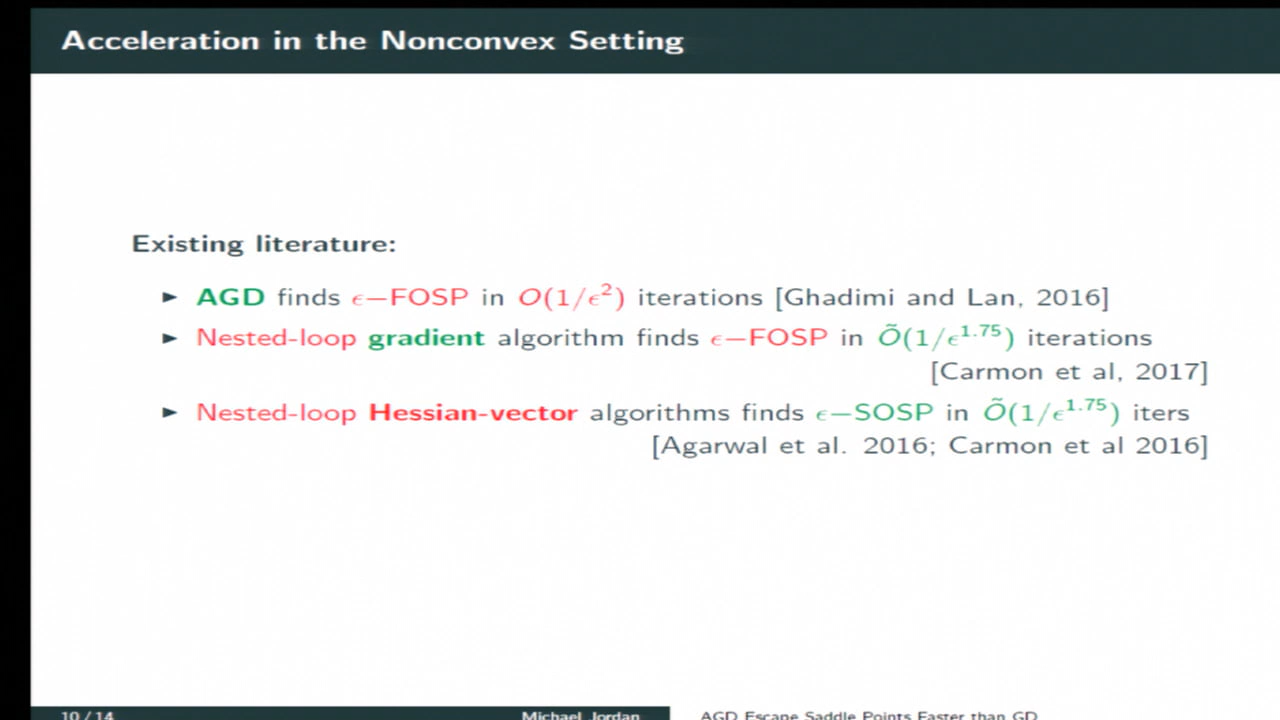 Acceleration in the Nonconvex Setting
Existing literature:
► AGD finds ϵ−FOSP in O(1/ϵ²) iterations [Ghadimi and Lan, 2016]
► Nested-loop gradient algorithm finds ϵ−FOSP in Õ(1/ϵ^1.75) iterations
[Carmon et al, 2017]
► Nested-loop Hessian-vector algorithms finds ϵ−SOSP in Õ(1/ϵ^1.75) iters
[Agarwal et al. 2016; Carmon et al 2016]
10 / 14 Michael Jordan AGD Escape Saddle Points Faster than GD